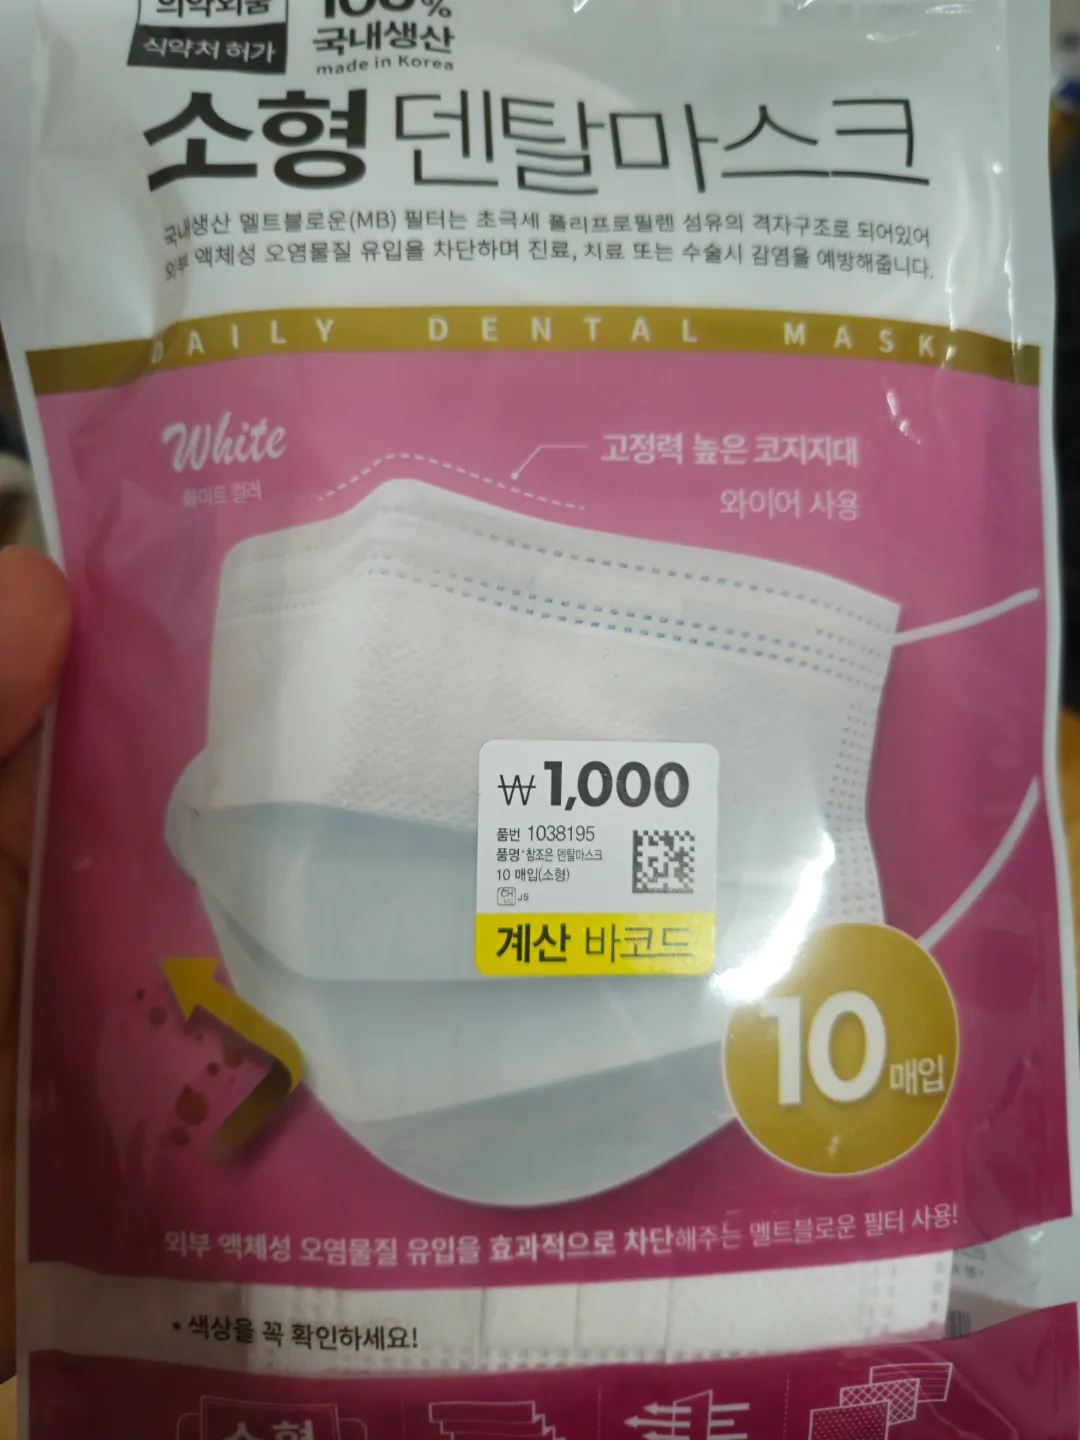 의약외품
식약처 허가
100%
국내생산
made in Korea
소형 덴탈마스크
국내생산 멜트블로운(MB) 필터는 초극세 폴리프로필렌 섬유의 격자구조로 되어있어
외부 액체성 오염물질 유입을 차단하며 진료, 치료 또는 수술시 감염을 예방해줍니다.
DAILY DENTAL MASK
White
화이트 컬러
고정력 높은 코지지대
와이어 사용
₩1,000
품번 1038195
품명·참조은 덴탈마스크
10 매입(소형)
JS
계산 바코드
10 매입
외부 액체성 오염물질 유입을 효과적으로 차단해주는 멜트블로운 필터 사용!
* 색상을 꼭 확인하세요!
소형